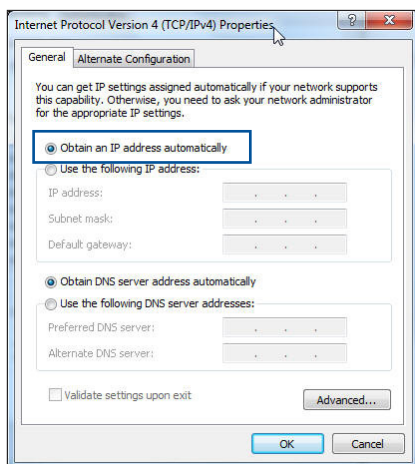 Internet Protocol Version 4 (TCP/IPv4) Properties
General
Alternate Configuration
You can get IP settings assigned automatically if your network supports
this capability. Otherwise, you need to ask your network administrator
for the appropriate IP settings.
Obtain an IP address automatically
Use the following IP address:
IP address:
Subnet mask:
Default gateway:
Obtain DNS server address automatically
Use the following DNS server addresses:
Preferred DNS server:
Alternate DNS server:
Validate settings upon exit
Advanced...
OK
Cancel